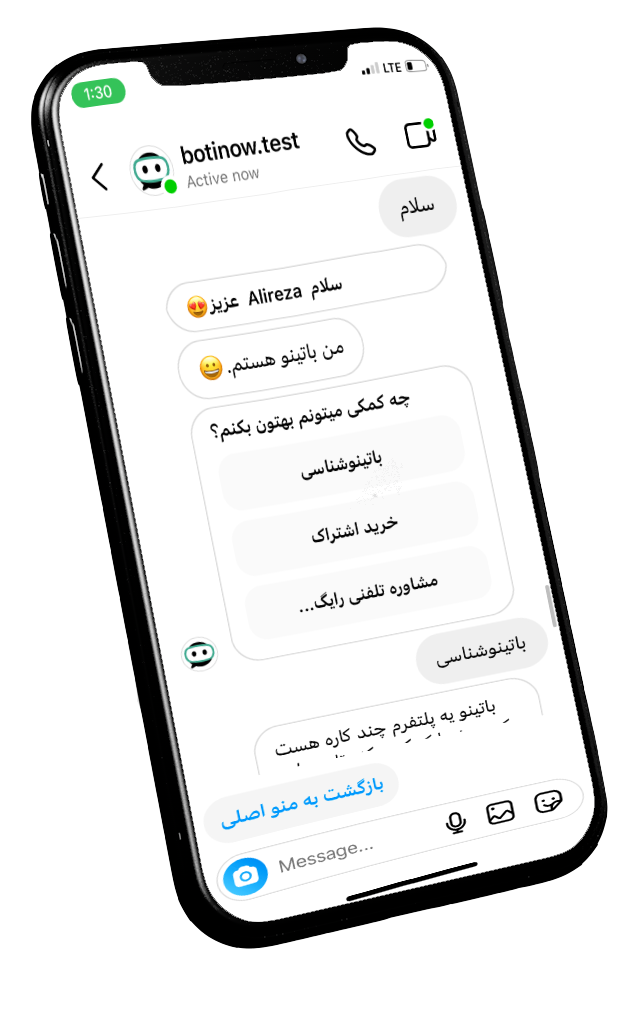 1:30
LTE
botinow.test
Active now
سلام
سلام Alireza عزیز😍
من باتینو هستم.😀
چه کمکی میتونم بهتون بکنم؟
باتینوشناسی
خرید اشتراک
مشاوره تلفنی رایگ...
باتینوشناسی
باتینو یه پلتفرم چند کاره هست
بازگشت به منو اصلی
Message...